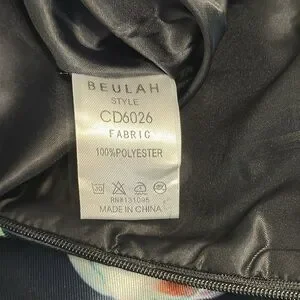 BEULAH
STYLE
CD6026
FABRIC
100%POLYESTER
RN#131095
MADE IN CHINA